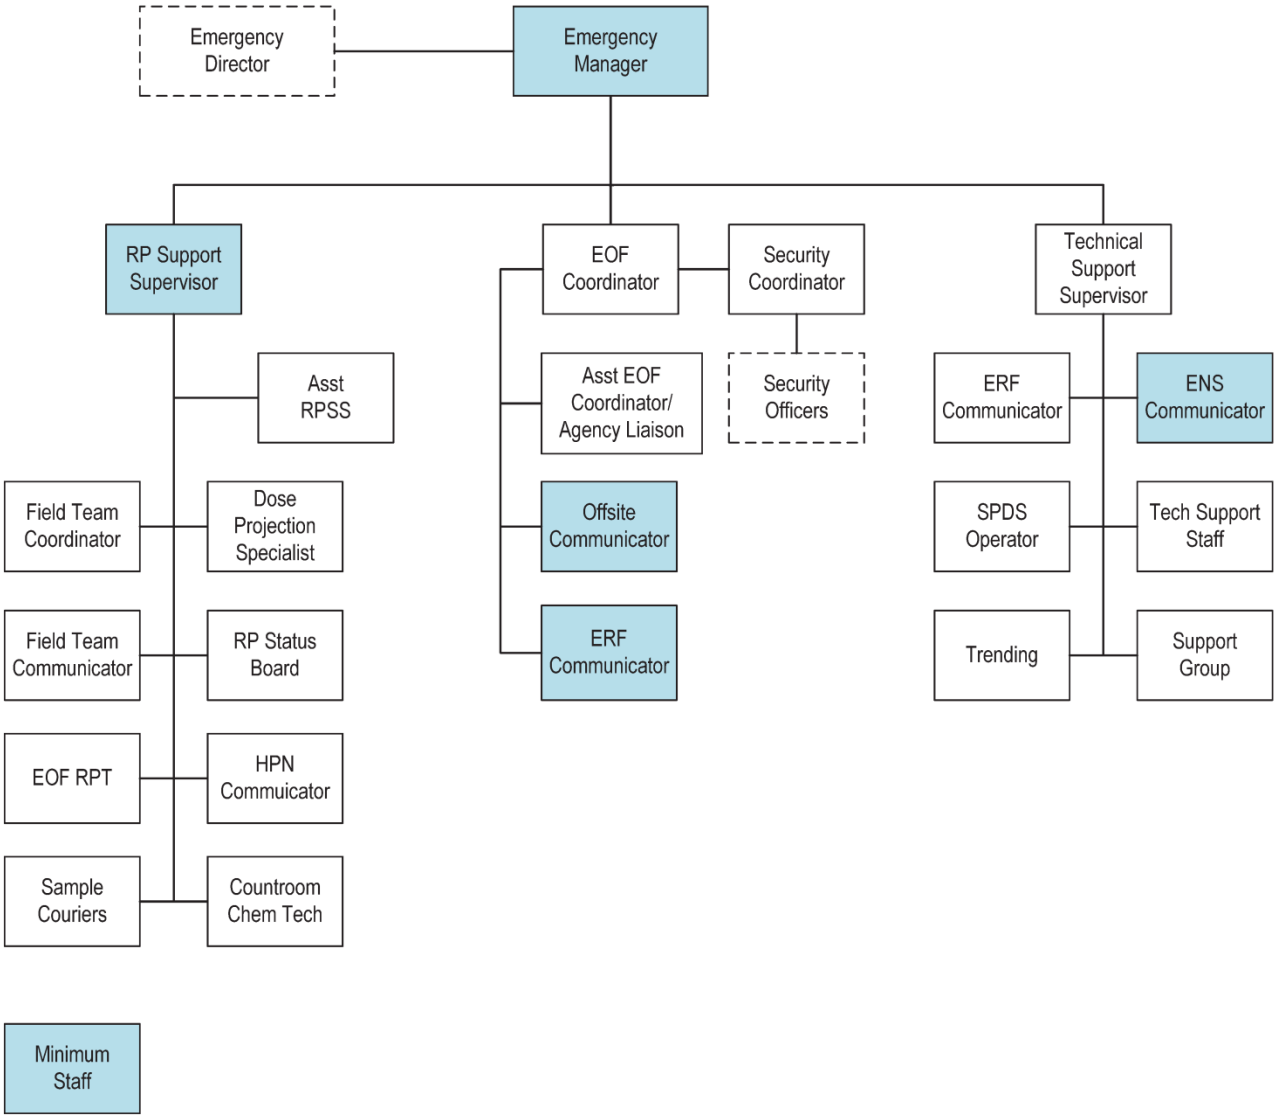 Emergency
Director
Emergency
Manager
RP Support
Supervisor
EOF
Coordinator
Security
Coordinator
Technical
Support
Supervisor
Asst
RPSS
Asst EOF
Coordinator/
Agency Liaison
Security
Officers
ERF
Communicator
ENS
Communicator
Field Team
Coordinator
Dose
Projection
Specialist
Offsite
Communicator
SPDS
Operator
Tech Support
Staff
Field Team
Communicator
RP Status
Board
ERF
Communicator
Trending
Support
Group
EOF RPT
HPN
Commuicator
Sample
Couriers
Countroom
Chem Tech
Minimum
Staff